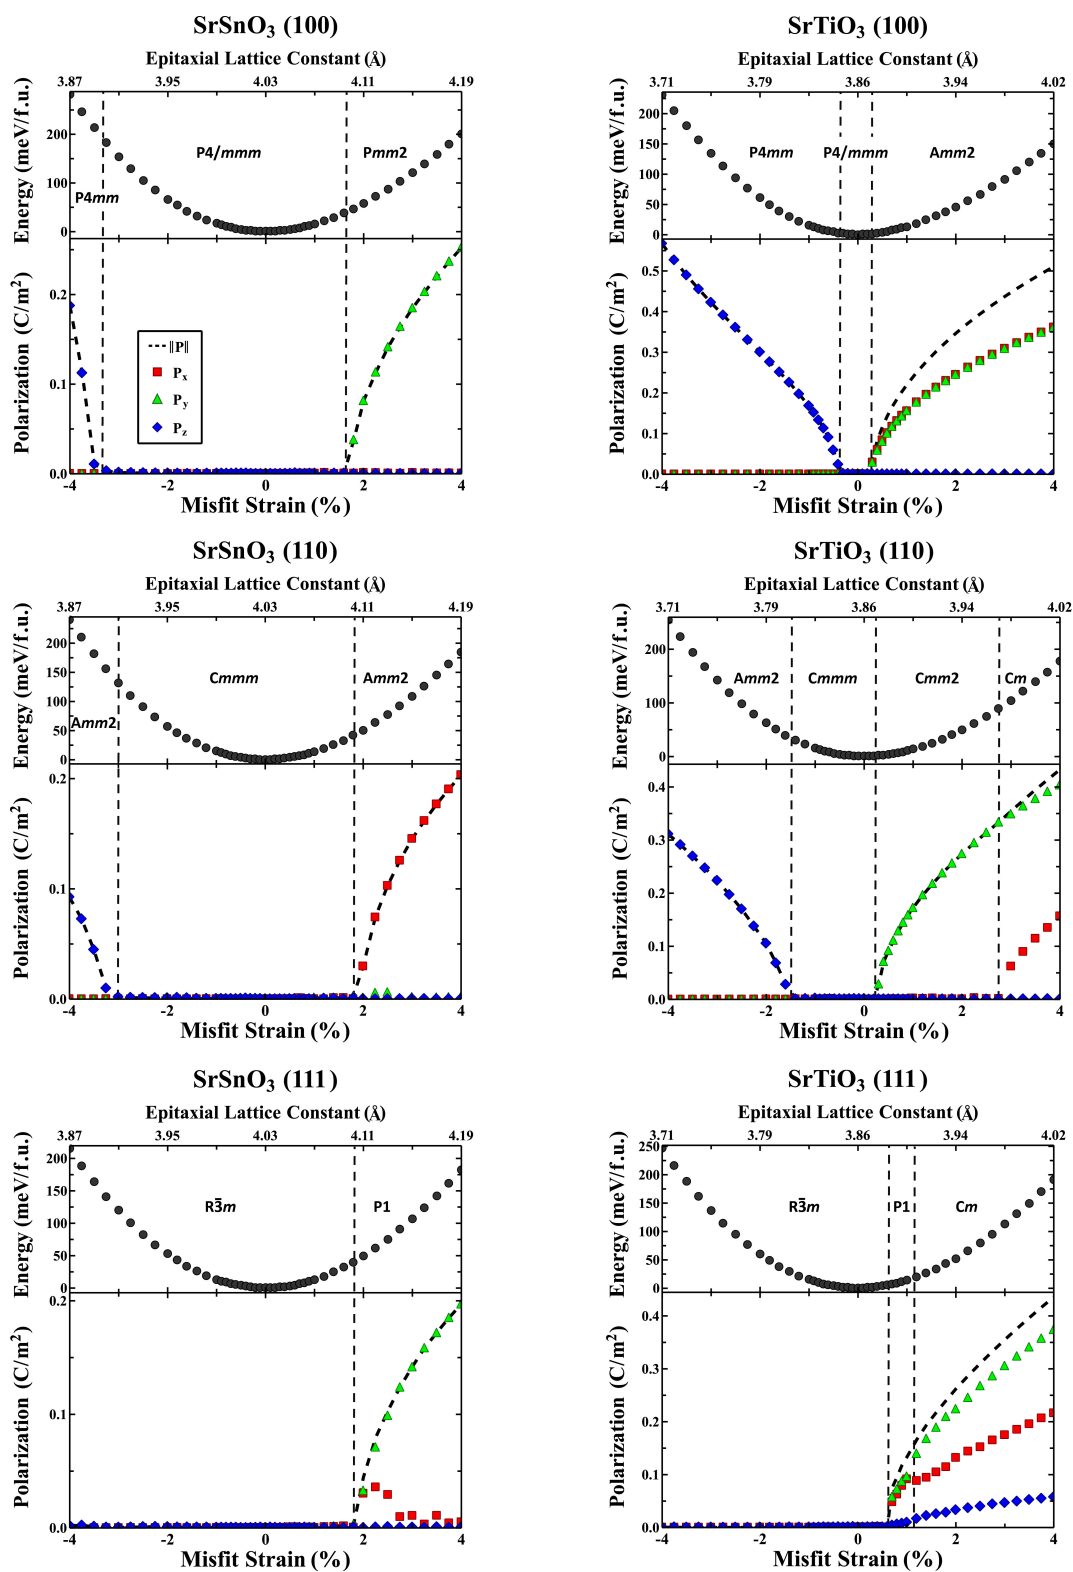 SrSnO3 (100)
Epitaxial Lattice Constant (Å)
3.87 3.95 4.03 4.11 4.19
Energy (meV/f.u.)
200
100
0
P4/mmm
Pmm2
P4mm
Polarization (C/m2)
0.2
0.1
0.0
||P||
Px
Py
Pz
-4 -2 0 2 4
Misfit Strain (%)
SrTiO3 (100)
Epitaxial Lattice Constant (Å)
3.71 3.79 3.86 3.94 4.02
Energy (meV/f.u.)
200
150
100
50
0
P4mm
P4/mmm
Amm2
Polarization (C/m2)
0.5
0.4
0.3
0.2
0.1
0.0
-4 -2 0 2 4
Misfit Strain (%)
SrSnO3 (110)
Epitaxial Lattice Constant (Å)
3.87 3.95 4.03 4.11 4.19
Energy (meV/f.u.)
200
150
100
50
0
Cmmm
Amm2
Amm2
Polarization (C/m2)
0.2
0.1
0.0
-4 -2 0 2 4
Misfit Strain (%)
SrTiO3 (110)
Epitaxial Lattice Constant (Å)
3.71 3.79 3.86 3.94 4.02
Energy (meV/f.u.)
200
100
0
Amm2
Cmmm
Cmm2
Cm
Polarization (C/m2)
0.4
0.3
0.2
0.1
0.0
-4 -2 0 2 4
Misfit Strain (%)
SrSnO3 (111)
Epitaxial Lattice Constant (Å)
3.87 3.95 4.03 4.11 4.19
Energy (meV/f.u.)
200
150
100
50
0
R3̅m
P1
Polarization (C/m2)
0.2
0.1
0.0
-4 -2 0 2 4
Misfit Strain (%)
SrTiO3 (111)
Epitaxial Lattice Constant (Å)
3.71 3.79 3.86 3.94 4.02
Energy (meV/f.u.)
250
200
150
100
50
0
R3̅m
P1
Cm
Polarization (C/m2)
0.4
0.3
0.2
0.1
0.0
-4 -2 0 2 4
Misfit Strain (%)